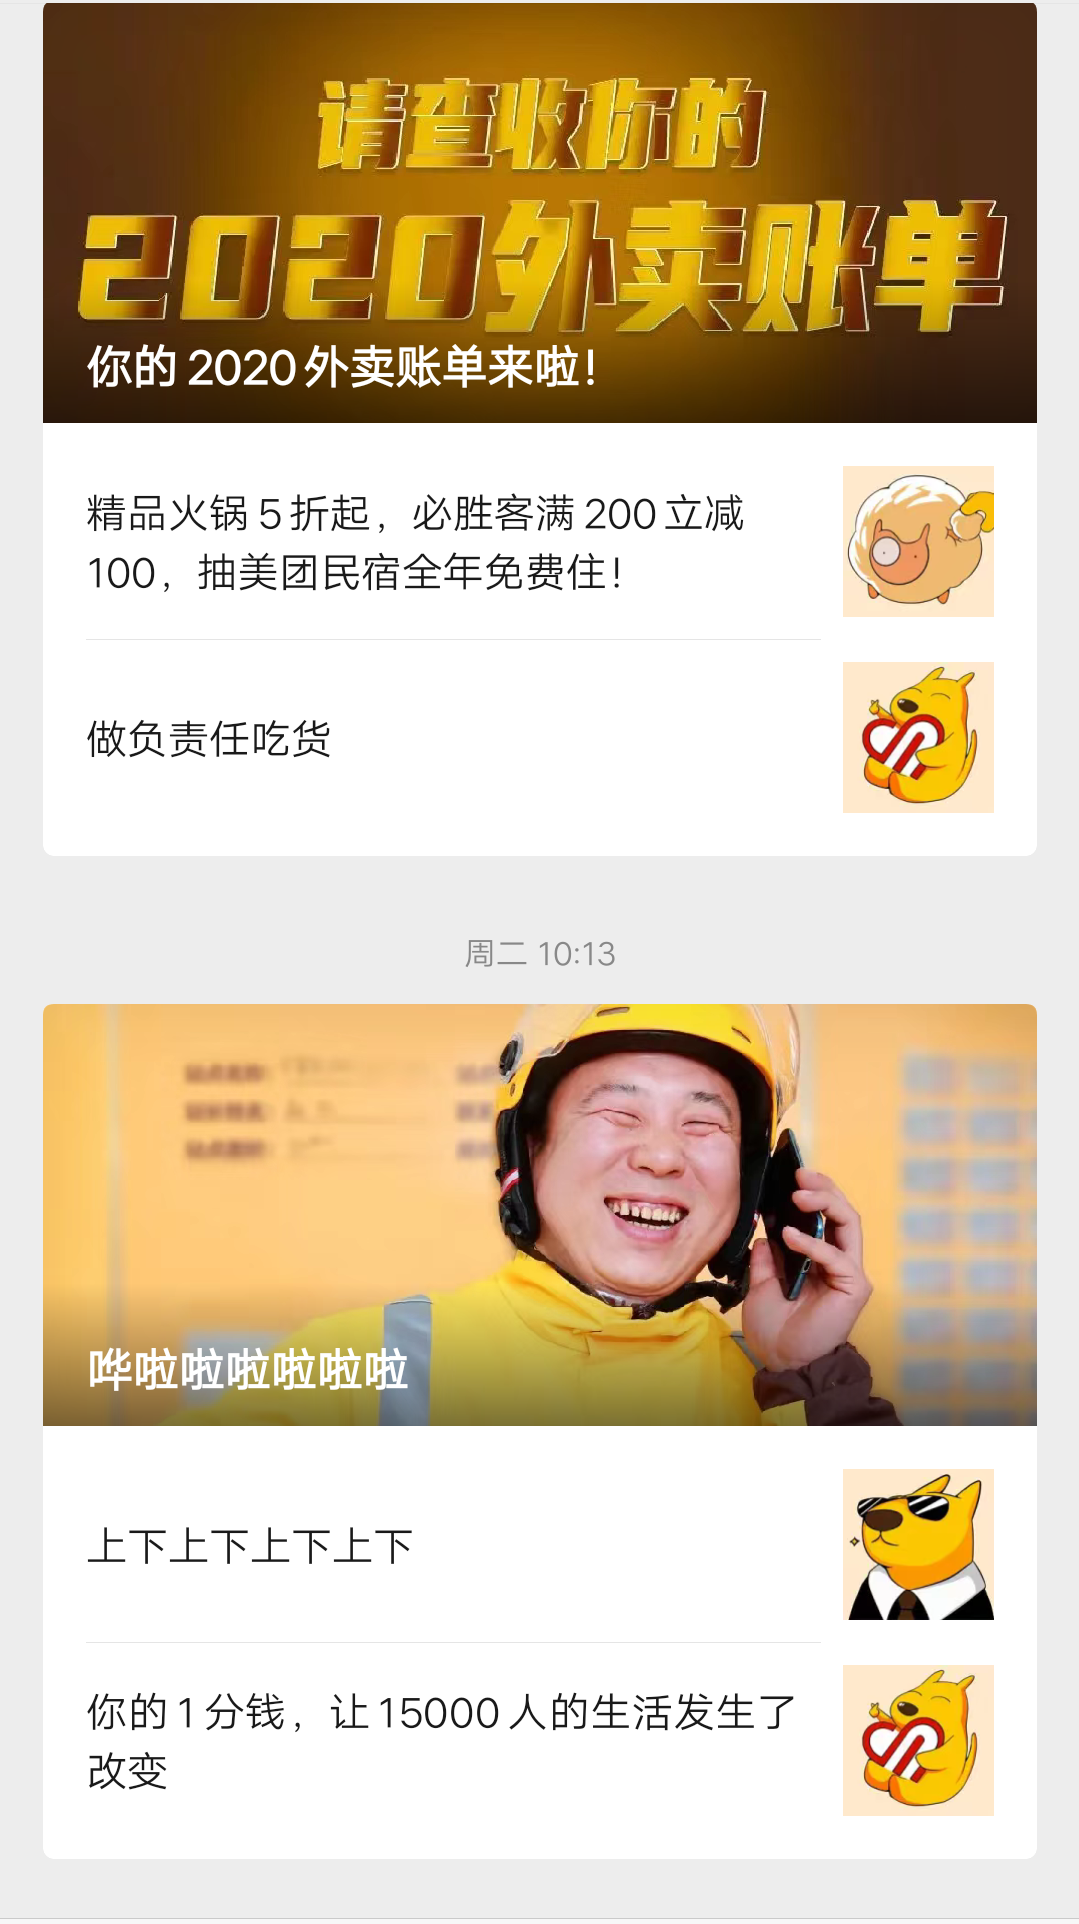 请查收你的
2020外卖账单
你的 2020 外卖账单来啦！
精品火锅 5 折起，必胜客满 200 立减
100，抽美团民宿全年免费住！
做负责任吃货
周二 10:13
哗啦啦啦啦啦啦
上下上下上下上下
你的 1 分钱，让 15000 人的生活发生了
改变